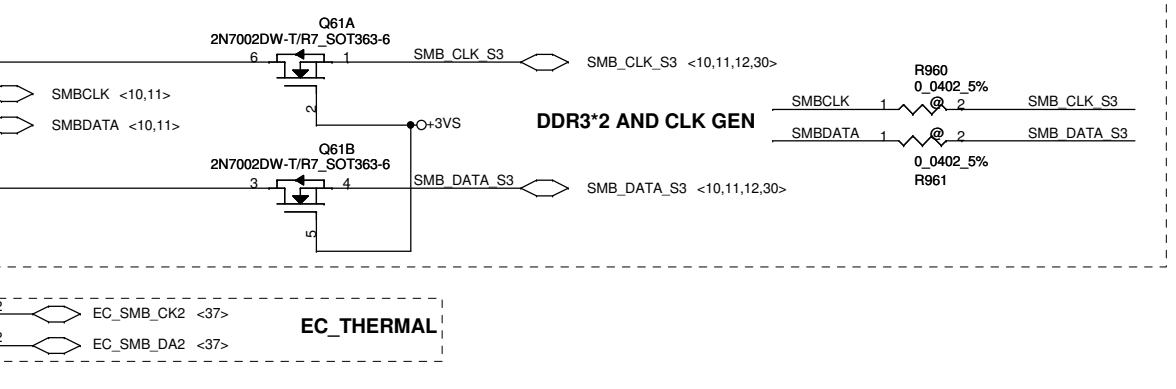 Q61A
2N7002DW-T/R7_SOT363-6
6
1
SMB_CLK_S3
SMB_CLK_S3 <10,11,12,30>
2
SMBCLK <10,11>
SMBDATA <10,11>
+3VS
DDR3*2 AND CLK GEN
R960
0_0402_5%
SMBCLK 1 @ 2 SMB_CLK_S3
SMBDATA 1 @ 2 SMB_DATA_S3
0_0402_5%
R961
Q61B
2N7002DW-T/R7_SOT363-6
3
4
SMB_DATA_S3
SMB_DATA_S3 <10,11,12,30>
5
2
EC_SMB_CK2 <37>
2
EC_SMB_DA2 <37>
EC_THERMAL